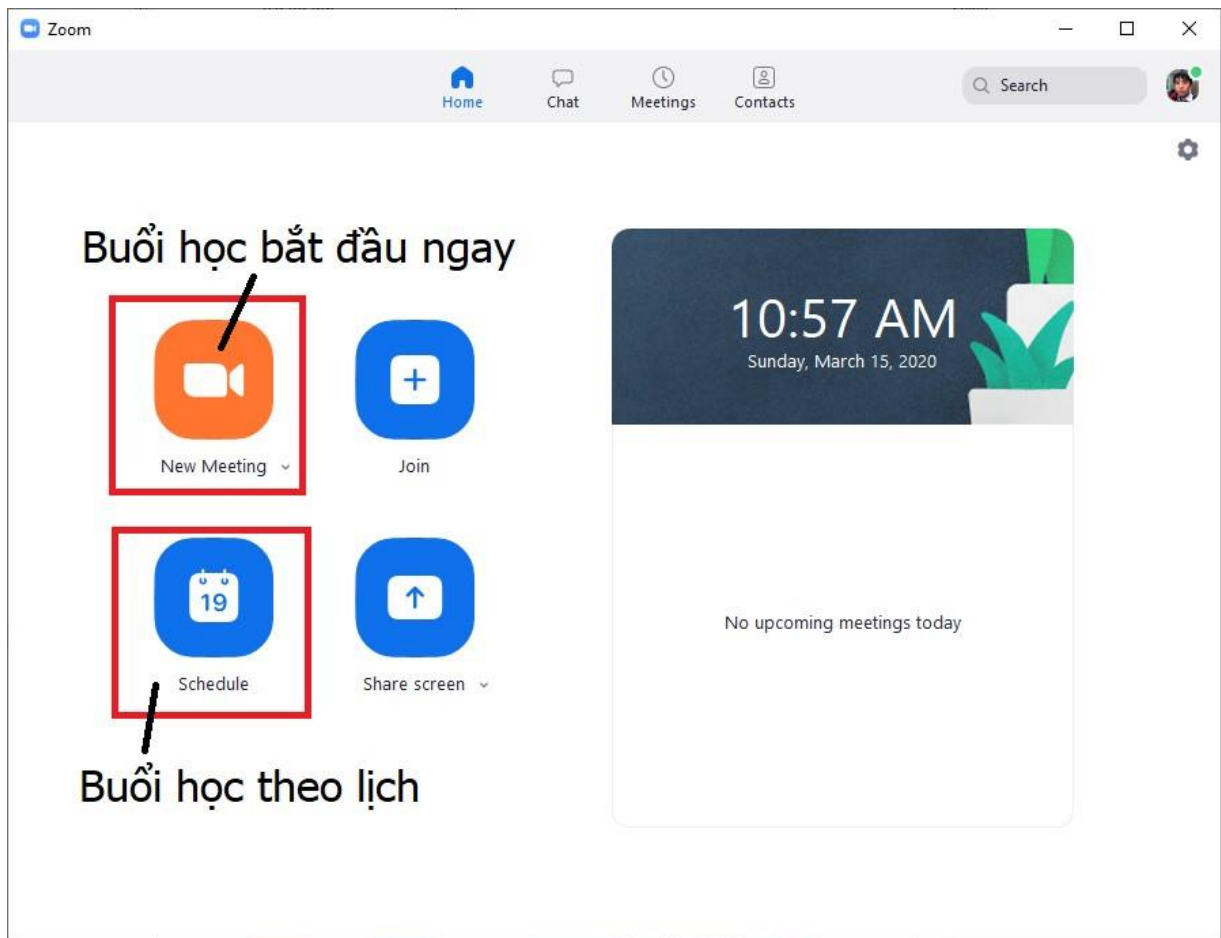 Zoom
Home
Chat
Meetings
Contacts
Search
Buổi học bắt đầu ngay
New Meeting
Join
10:57 AM
Sunday, March 15, 2020
19
Schedule
Share screen
No upcoming meetings today
Buổi học theo lịch